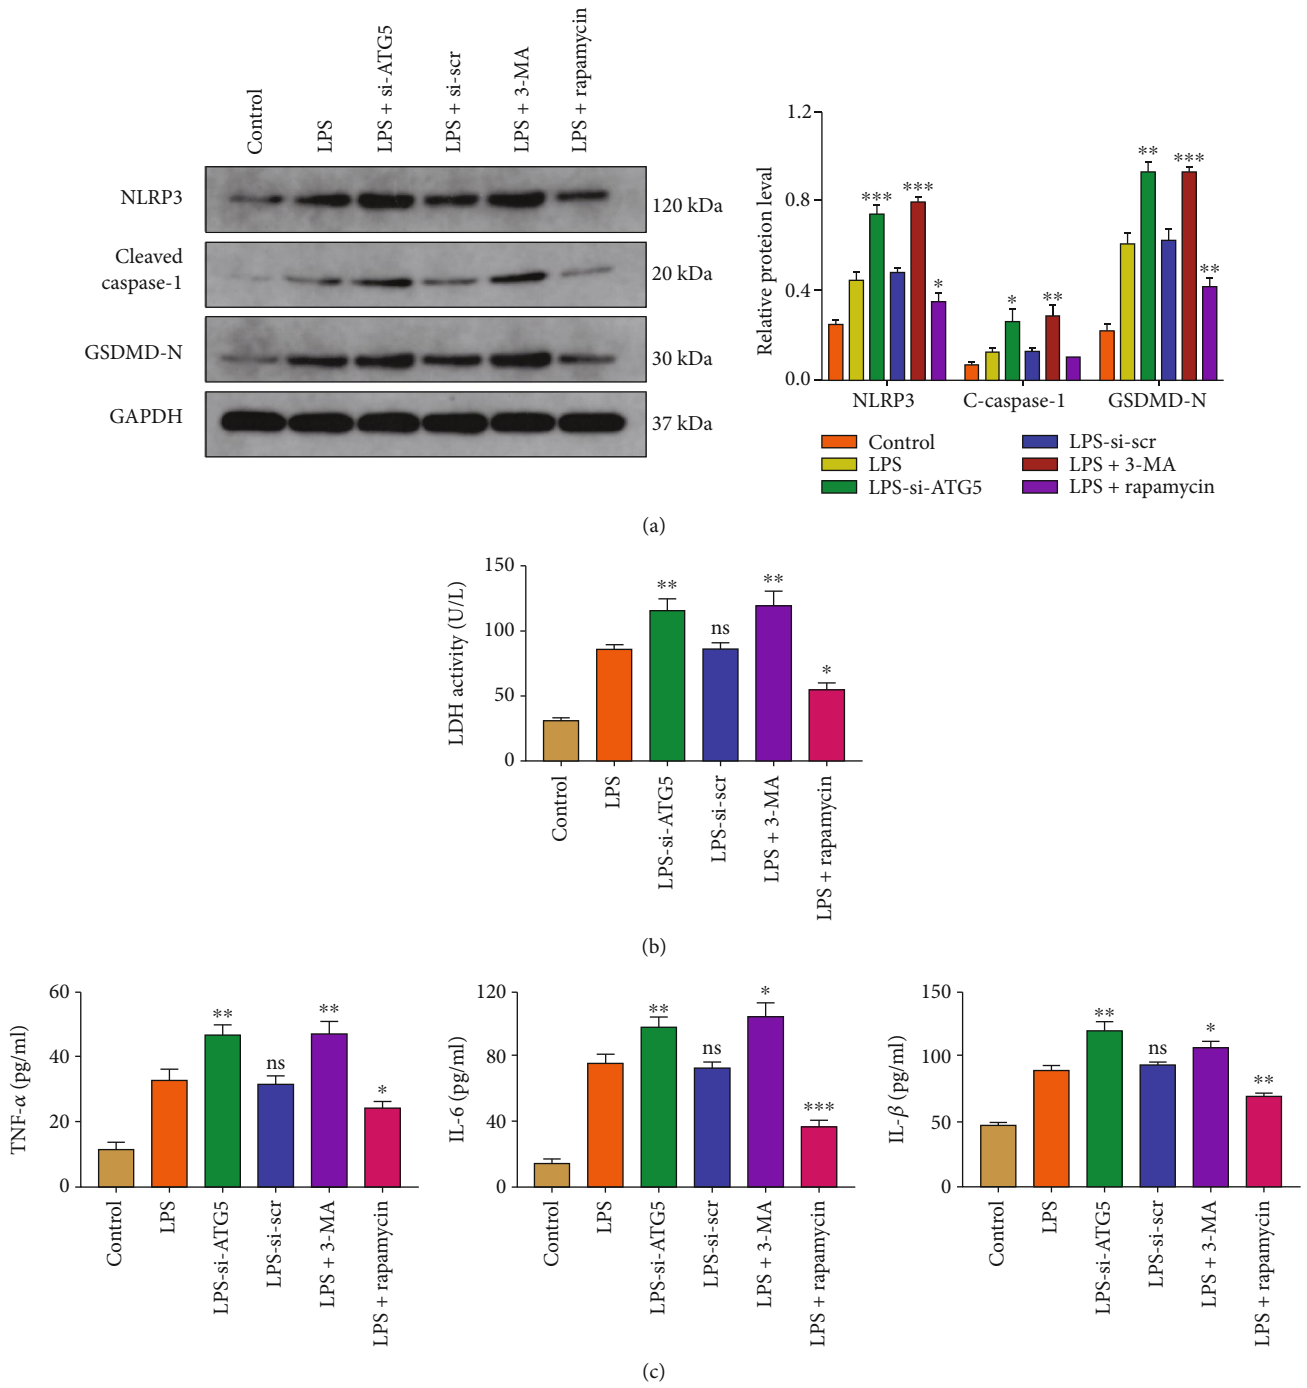 Control
LPS
LPS + si-ATG5
LPS + si-scr
LPS + 3-MA
LPS + rapamycin
NLRP3
120 kDa
Cleaved
caspase-1
20 kDa
GSDMD-N
30 kDa
GAPDH
37 kDa
Relative proteion leval
1.2
0.8
0.4
0.0
***
***
*
*
**
**
***
**
NLRP3
C-caspase-1
GSDMD-N
Control
LPS
LPS-si-ATG5
LPS-si-scr
LPS + 3-MA
LPS + rapamycin
(a)
LDH activity (U/L)
150
100
50
0
**
ns
**
*
Control
LPS
LPS-si-ATG5
LPS-si-scr
LPS + 3-MA
LPS + rapamycin
(b)
TNF-α (pg/ml)
60
40
20
0
**
ns
**
*
Control
LPS
LPS-si-ATG5
LPS-si-scr
LPS + 3-MA
LPS + rapamycin
IL-6 (pg/ml)
120
80
40
0
**
ns
*
***
Control
LPS
LPS-si-ATG5
LPS-si-scr
LPS + 3-MA
LPS + rapamycin
IL-β (pg/ml)
150
100
50
0
**
ns
*
**
Control
LPS
LPS-si-ATG5
LPS-si-scr
LPS + 3-MA
LPS + rapamycin
(c)